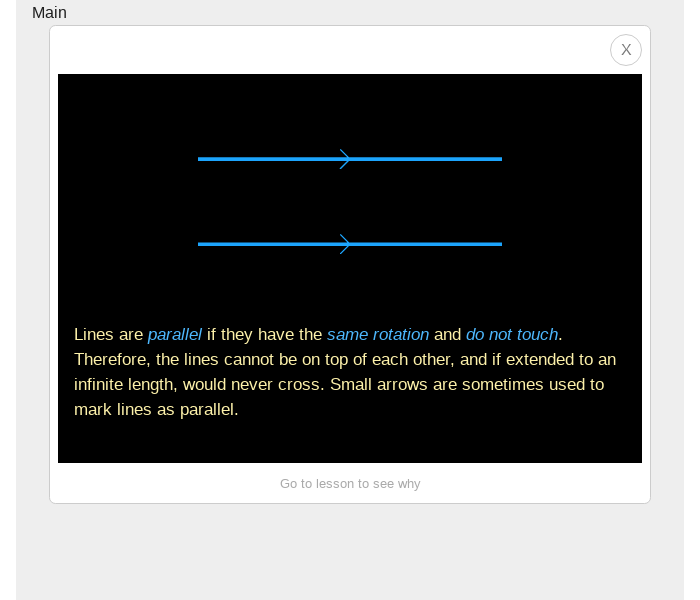 Main
X
Lines are parallel if they have the same rotation and do not touch.
Therefore, the lines cannot be on top of each other, and if extended to an
infinite length, would never cross. Small arrows are sometimes used to
mark lines as parallel.
Go to lesson to see why